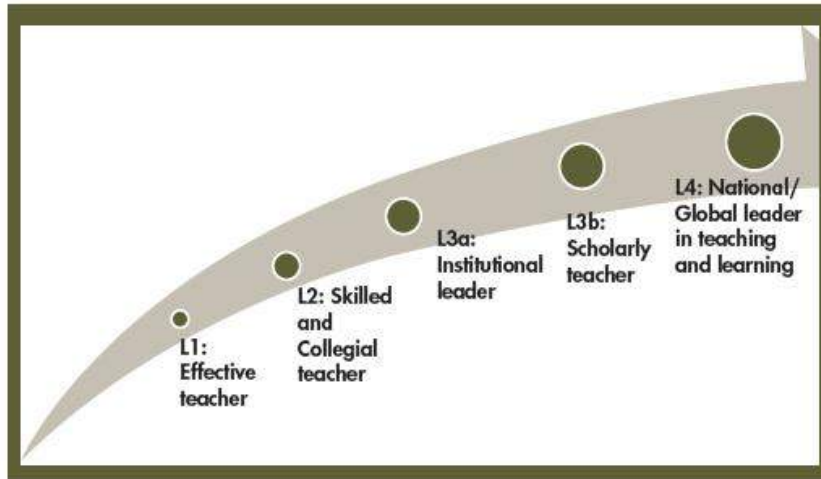 L1:
Effective
teacher
L2: Skilled
and
Collegial
teacher
L3a:
Institutional
leader
L3b:
Scholarly
teacher
L4: National/
Global leader
in teaching
and learning